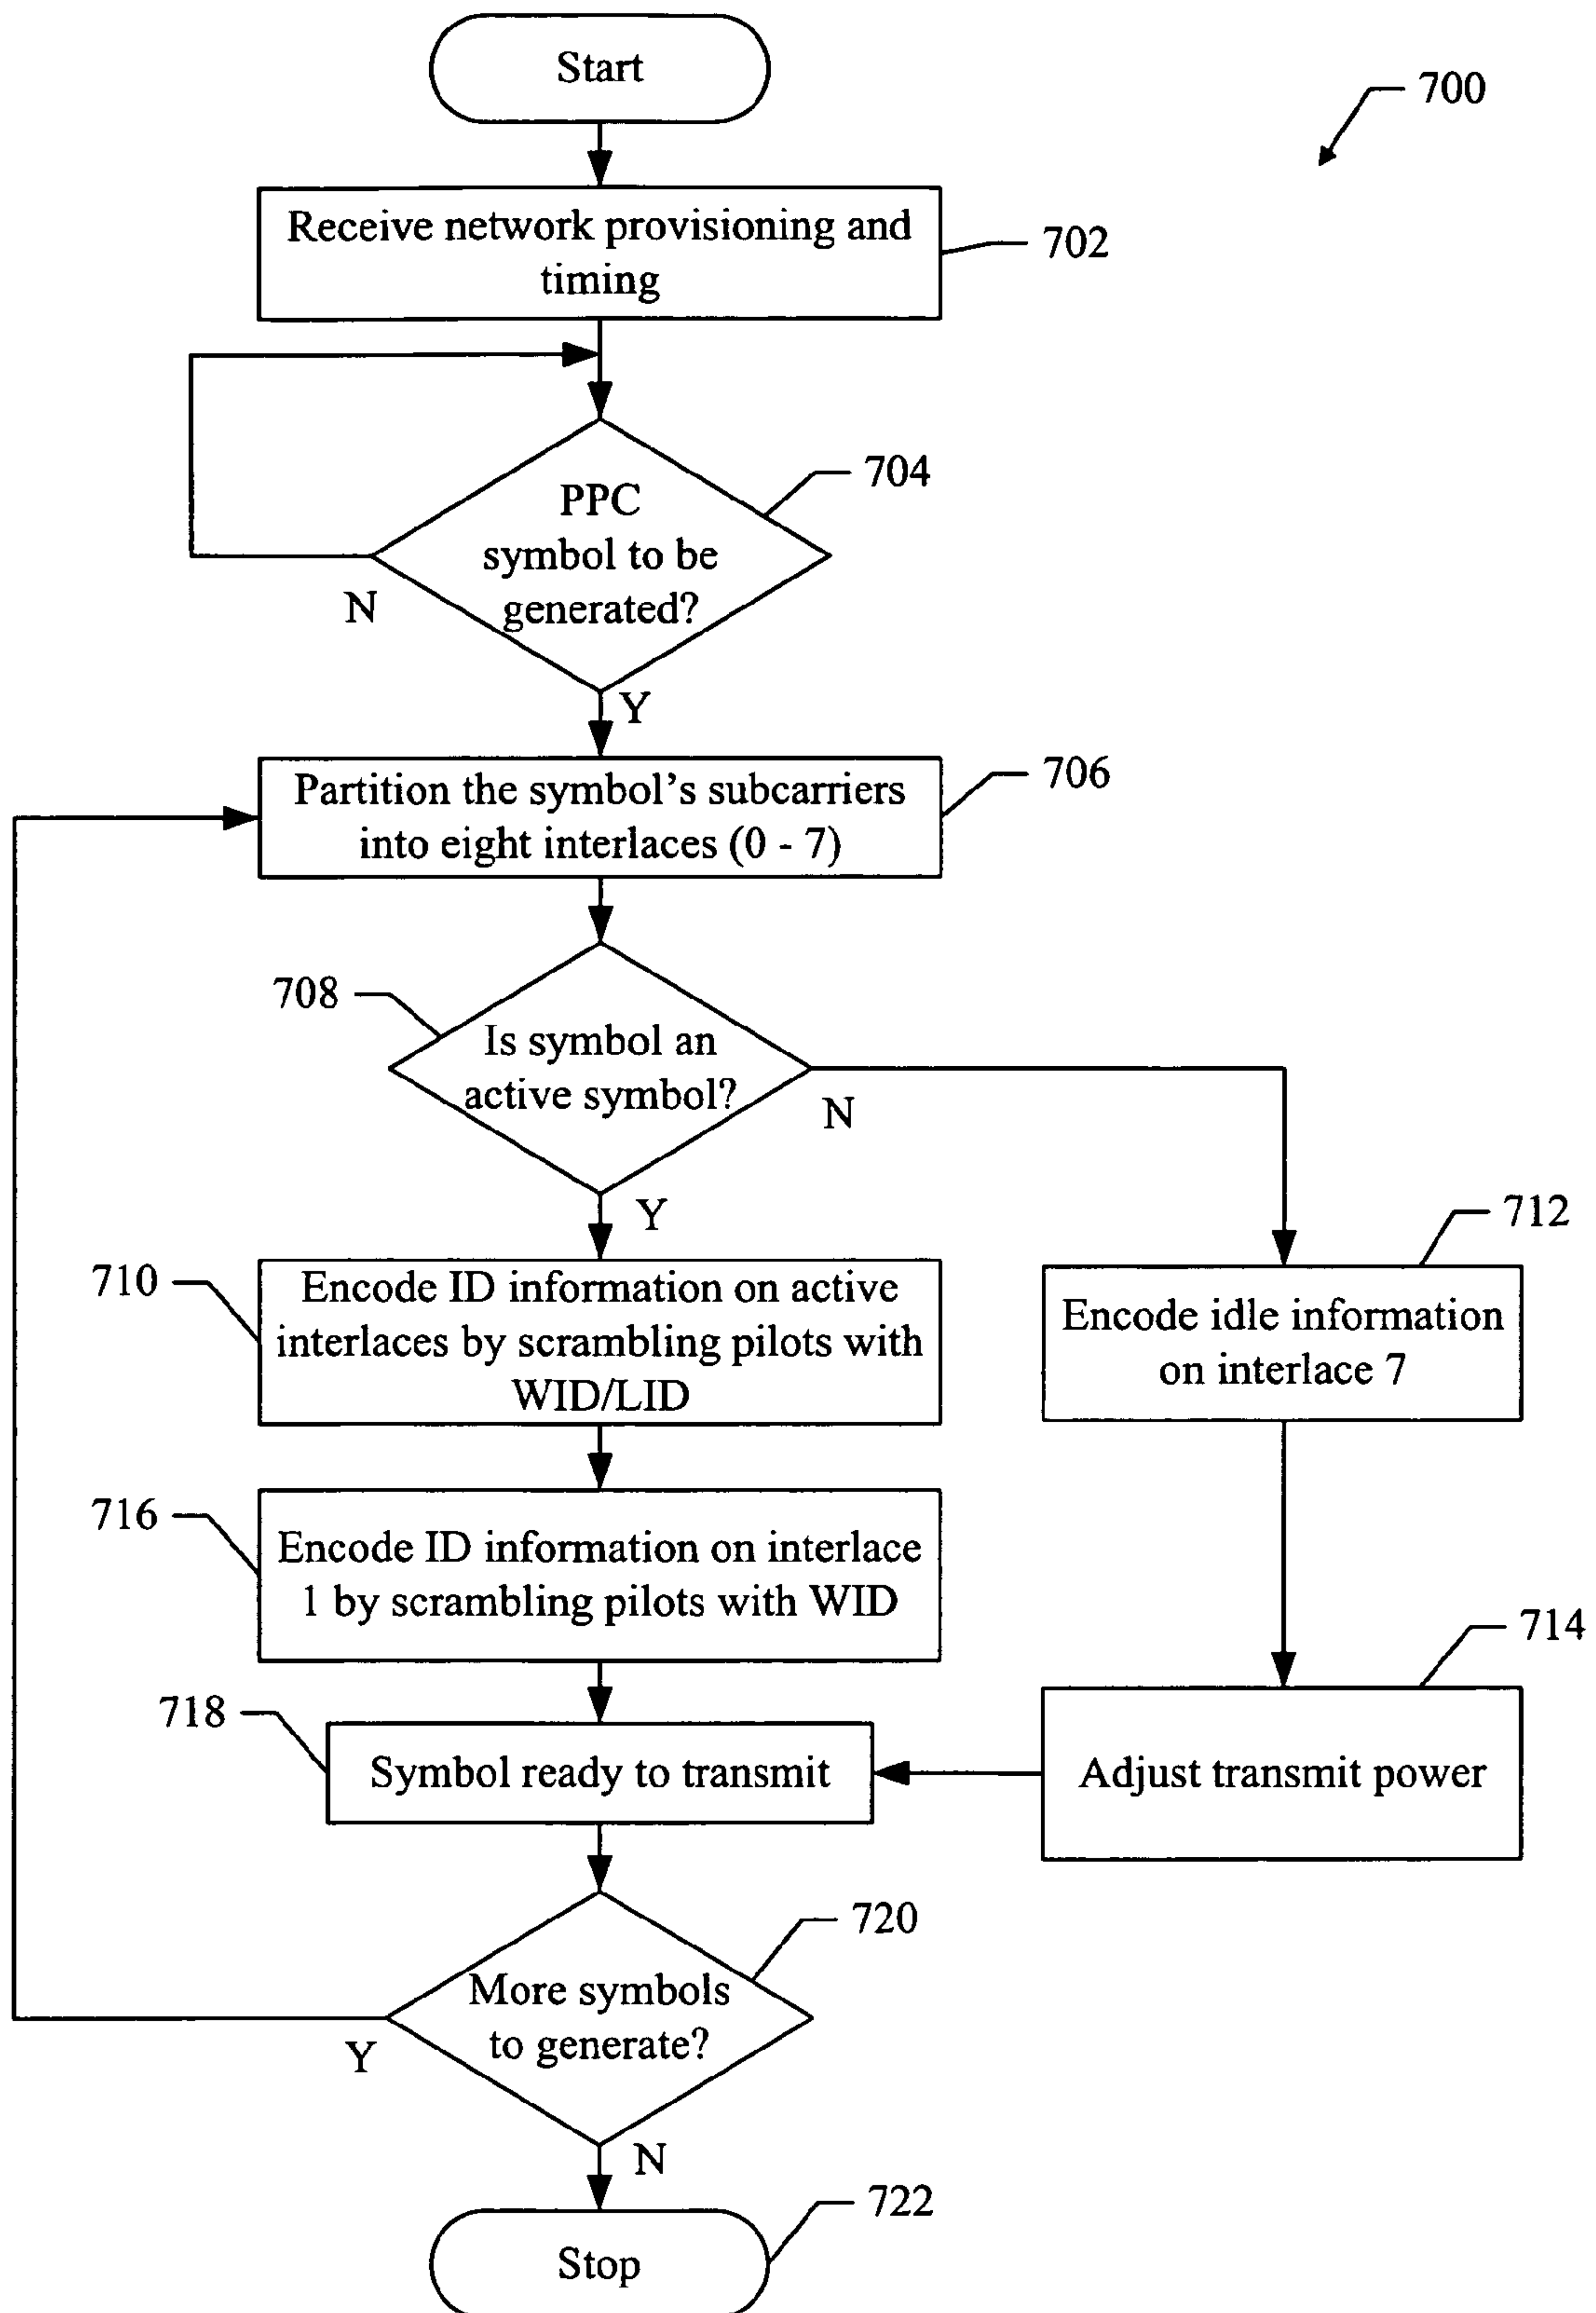 Start
700
Receive network provisioning and
timing
702
704
PPC
symbol to be
generated?
N
Y
706
Partition the symbol's subcarriers
into eight interlaces (0 - 7)
708
Is symbol an
active symbol?
N
Y
712
710
Encode ID information on active
interlaces by scrambling pilots with
WID/LID
Encode idle information
on interlace 7
716
Encode ID information on interlace
1 by scrambling pilots with WID
714
718
Symbol ready to transmit
Adjust transmit power
720
More symbols
to generate?
Y
N
722
Stop